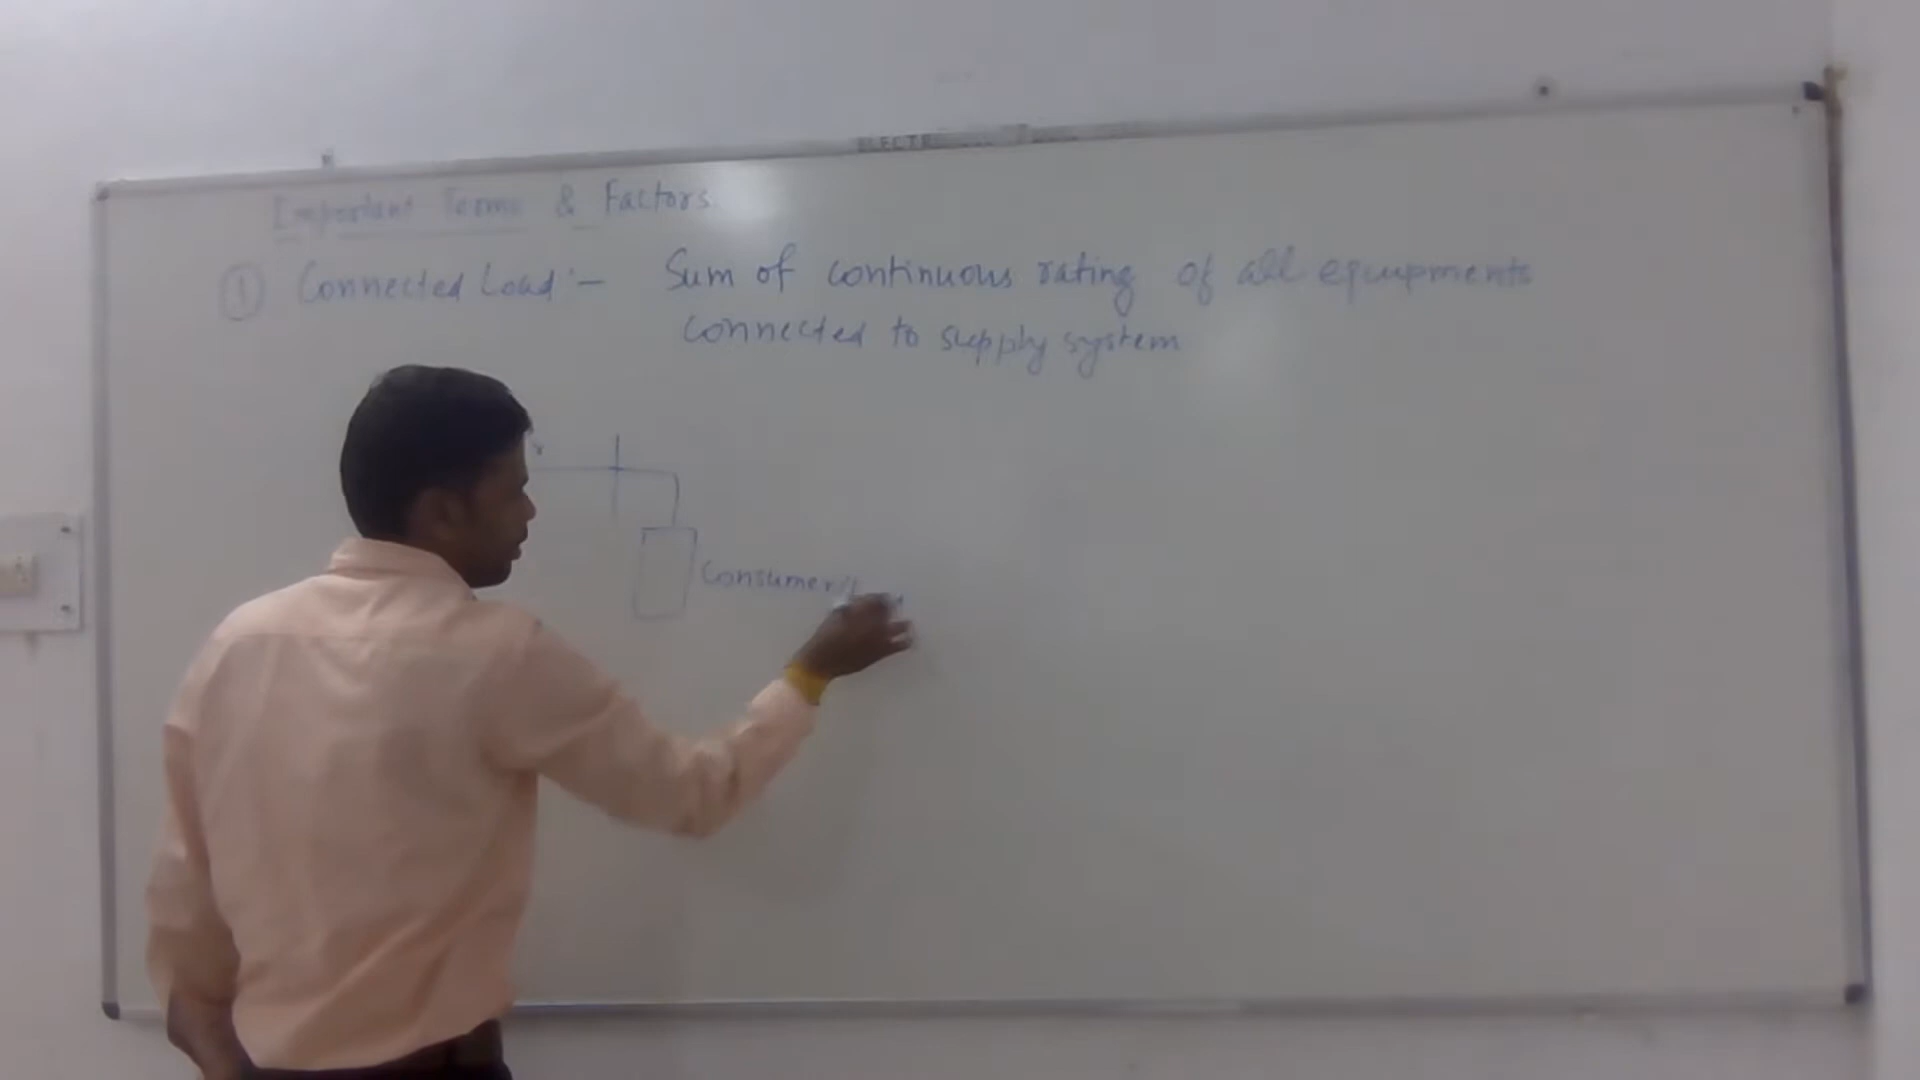 Important Terms & Factors
① Connected Load :- Sum of continuous rating of all equipments
connected to supply system
Consumer/